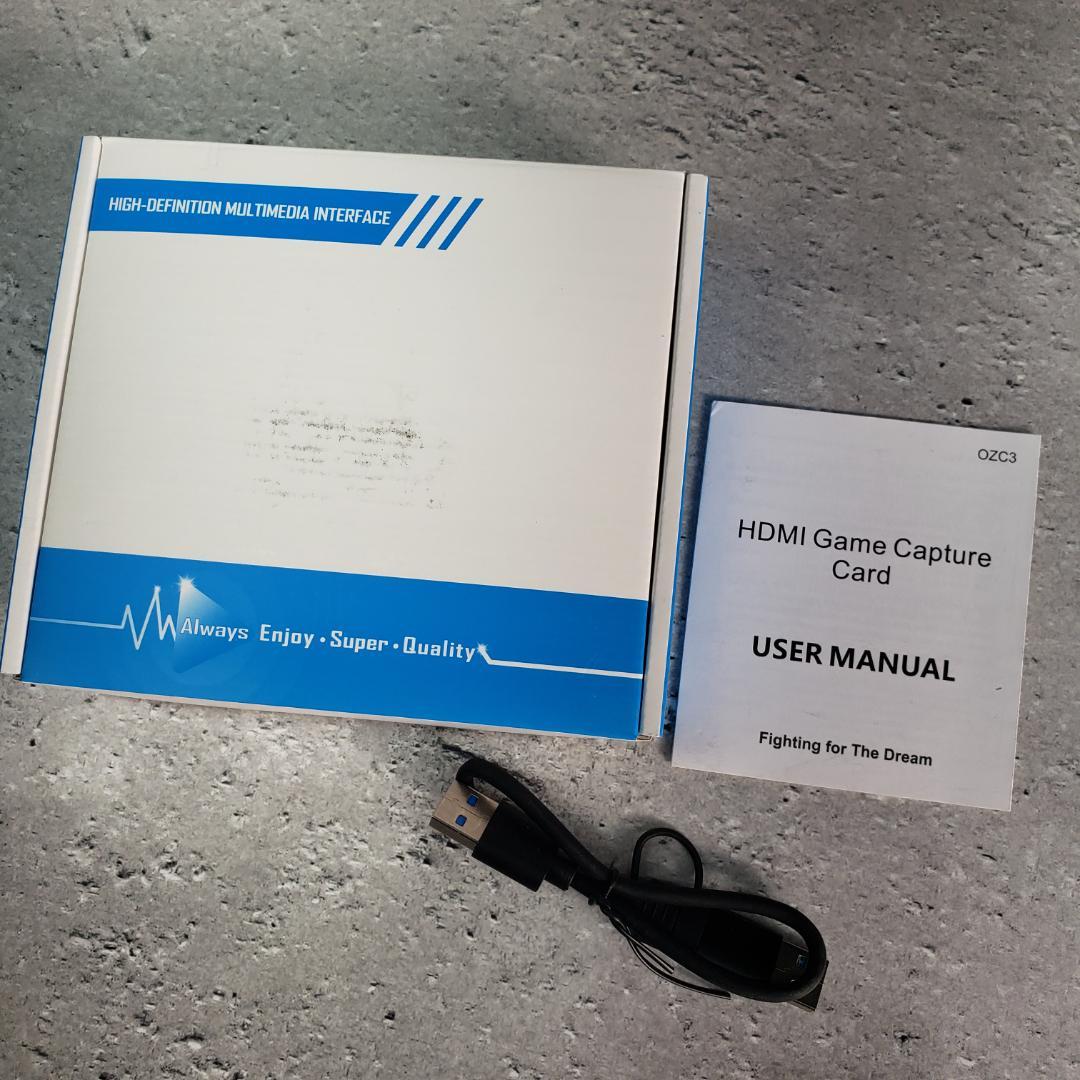 HIGH-DEFINITION MULTIMEDIA INTERFACE
Always Enjoy · Super · Quality
OZC3
HDMI Game Capture
Card
USER MANUAL
Fighting for The Dream